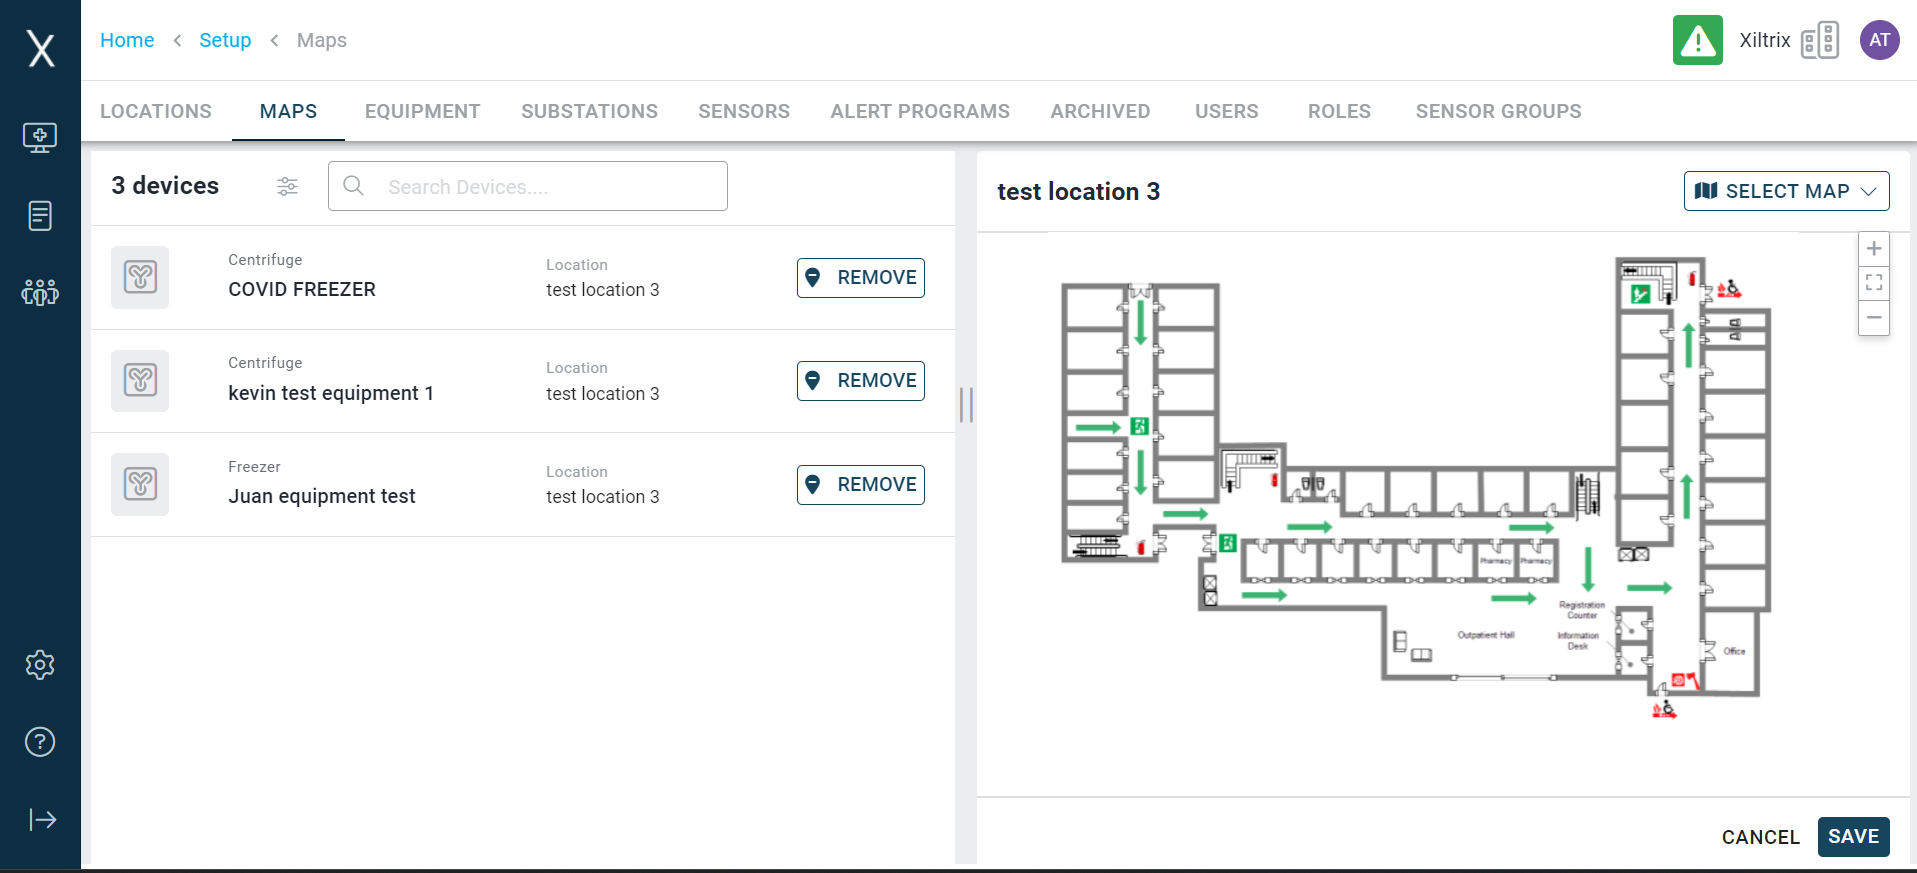 X
Home < Setup < Maps
Xiltrix
AT
LOCATIONS MAPS EQUIPMENT SUBSTATIONS SENSORS ALERT PROGRAMS ARCHIVED USERS ROLES SENSOR GROUPS
3 devices
Search Devices....
Centrifuge
COVID FREEZER
Location
test location 3
REMOVE
Centrifuge
kevin test equipment 1
Location
test location 3
REMOVE
Freezer
Juan equipment test
Location
test location 3
REMOVE
test location 3
SELECT MAP
Pharmacy
Pharmacy
Registration
Counter
Information
Desk
Outpatient Hall
Office
CANCEL
SAVE